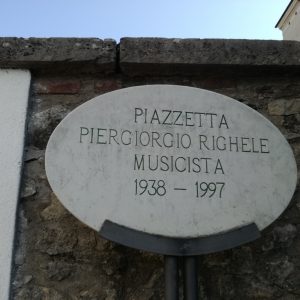 PIAZZETTA
PIERGIORGIO RIGHELE
MUSICISTA
1938 – 1997